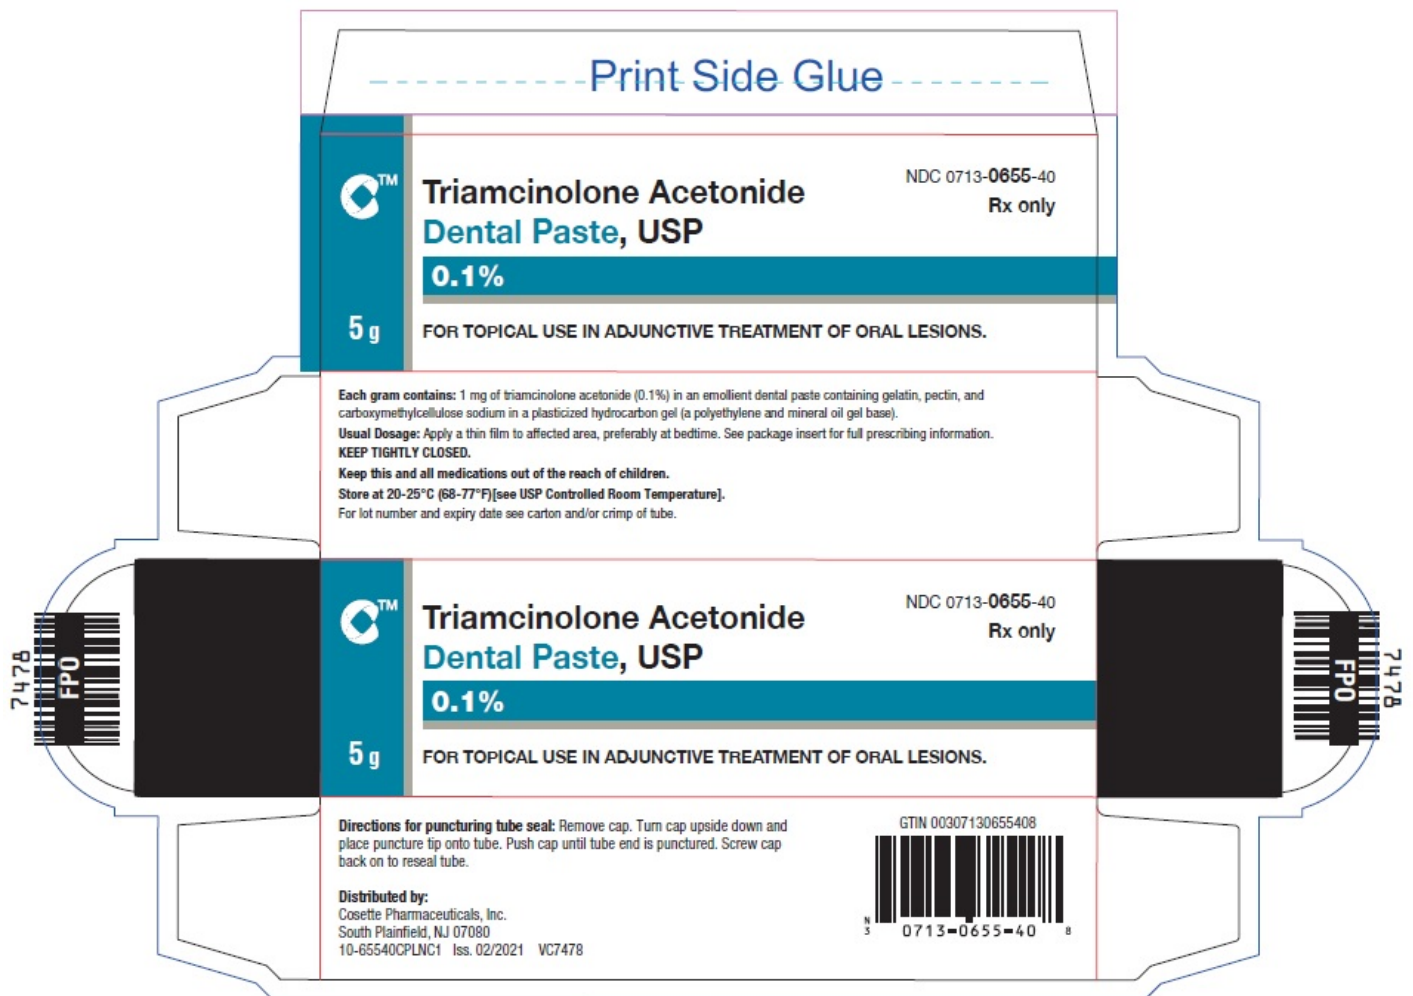 Print Side Glue
C™
Triamcinolone Acetonide
Dental Paste, USP
0.1%
5 g
FOR TOPICAL USE IN ADJUNCTIVE TREATMENT OF ORAL LESIONS.
NDC 0713-0655-40
Rx only
Each gram contains: 1 mg of triamcinolone acetonide (0.1%) in an emollient dental paste containing gelatin, pectin, and
carboxymethylcellulose sodium in a plasticized hydrocarbon gel (a polyethylene and mineral oil gel base).
Usual Dosage: Apply a thin film to affected area, preferably at bedtime. See package insert for full prescribing information.
KEEP TIGHTLY CLOSED.
Keep this and all medications out of the reach of children.
Store at 20-25°C (68-77°F)[see USP Controlled Room Temperature].
For lot number and expiry date see carton and/or crimp of tube.
7478
FPO
C™
Triamcinolone Acetonide
Dental Paste, USP
0.1%
5 g
FOR TOPICAL USE IN ADJUNCTIVE TREATMENT OF ORAL LESIONS.
NDC 0713-0655-40
Rx only
FPO
7478
Directions for puncturing tube seal: Remove cap. Turn cap upside down and
place puncture tip onto tube. Push cap until tube end is punctured. Screw cap
back on to reseal tube.
Distributed by:
Cosette Pharmaceuticals, Inc.
South Plainfield, NJ 07080
10-65540CPLNC1 Iss. 02/2021 VC7478
GTIN 00307130655408
N
3 0713-0655-40 8